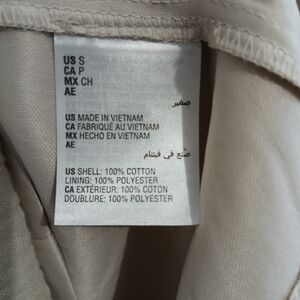 US S
CA P
MX CH
AE
صغير
US MADE IN VIETNAM
CA FABRIQUÉ AU VIETNAM
MX HECHO EN VIETNAM
AE
صُنع في فيتنام
US SHELL: 100% COTTON
LINING: 100% POLYESTER
CA EXTÉRIEUR: 100% COTON
DOUBLURE: 100% POLYESTER